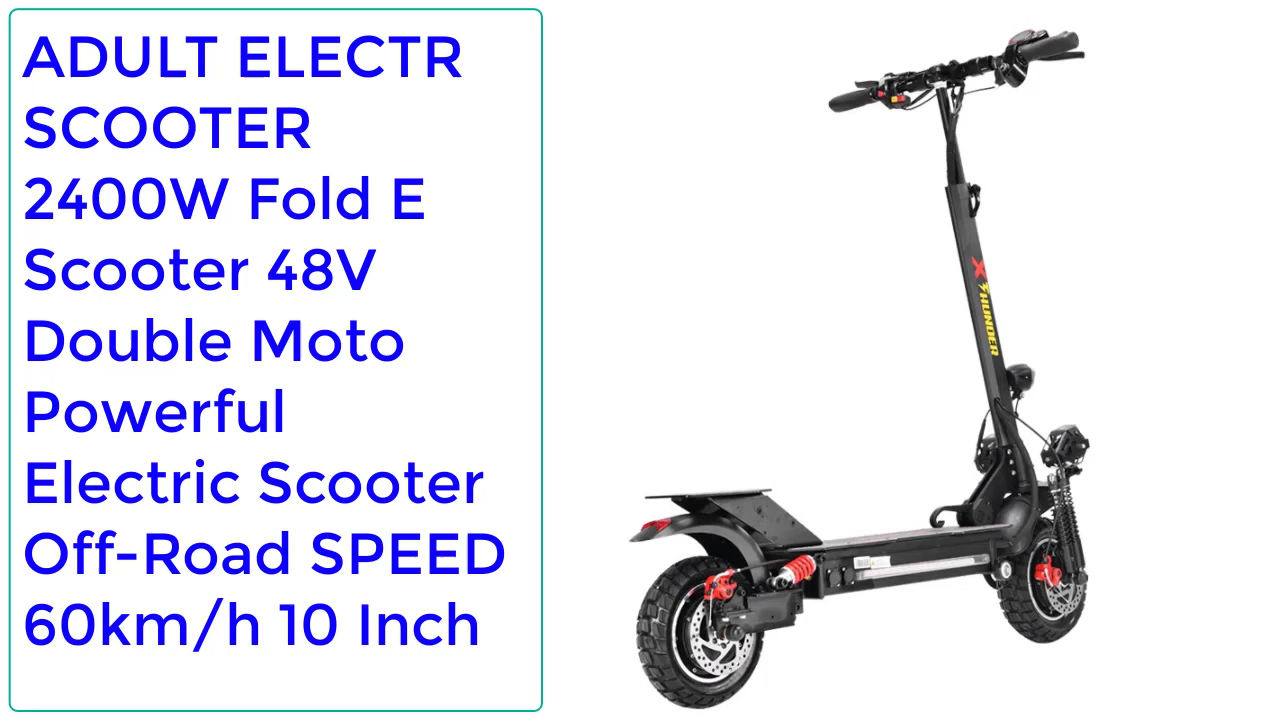 ADULT ELECTR
SCOOTER
2400W Fold E
Scooter 48V
Double Moto
Powerful
Electric Scooter
Off-Road SPEED
60km/h 10 Inch
X THUNDER